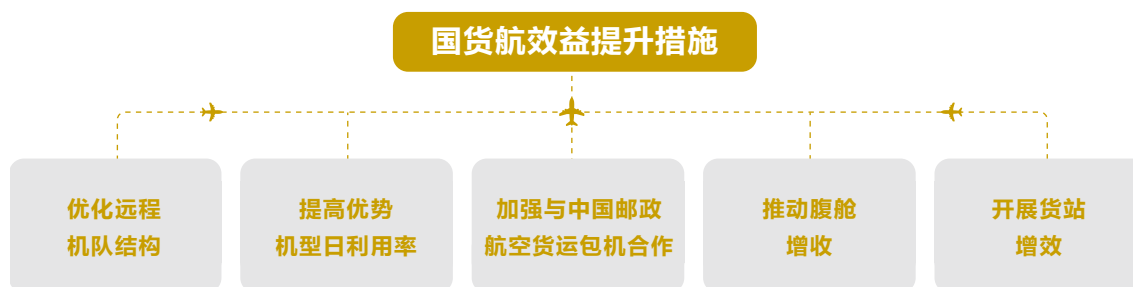 国货航效益提升措施
优化远程
机队结构
提高优势
机型日利用率
加强与中国邮政
航空货运包机合作
推动腹舱
增收
开展货站
增效